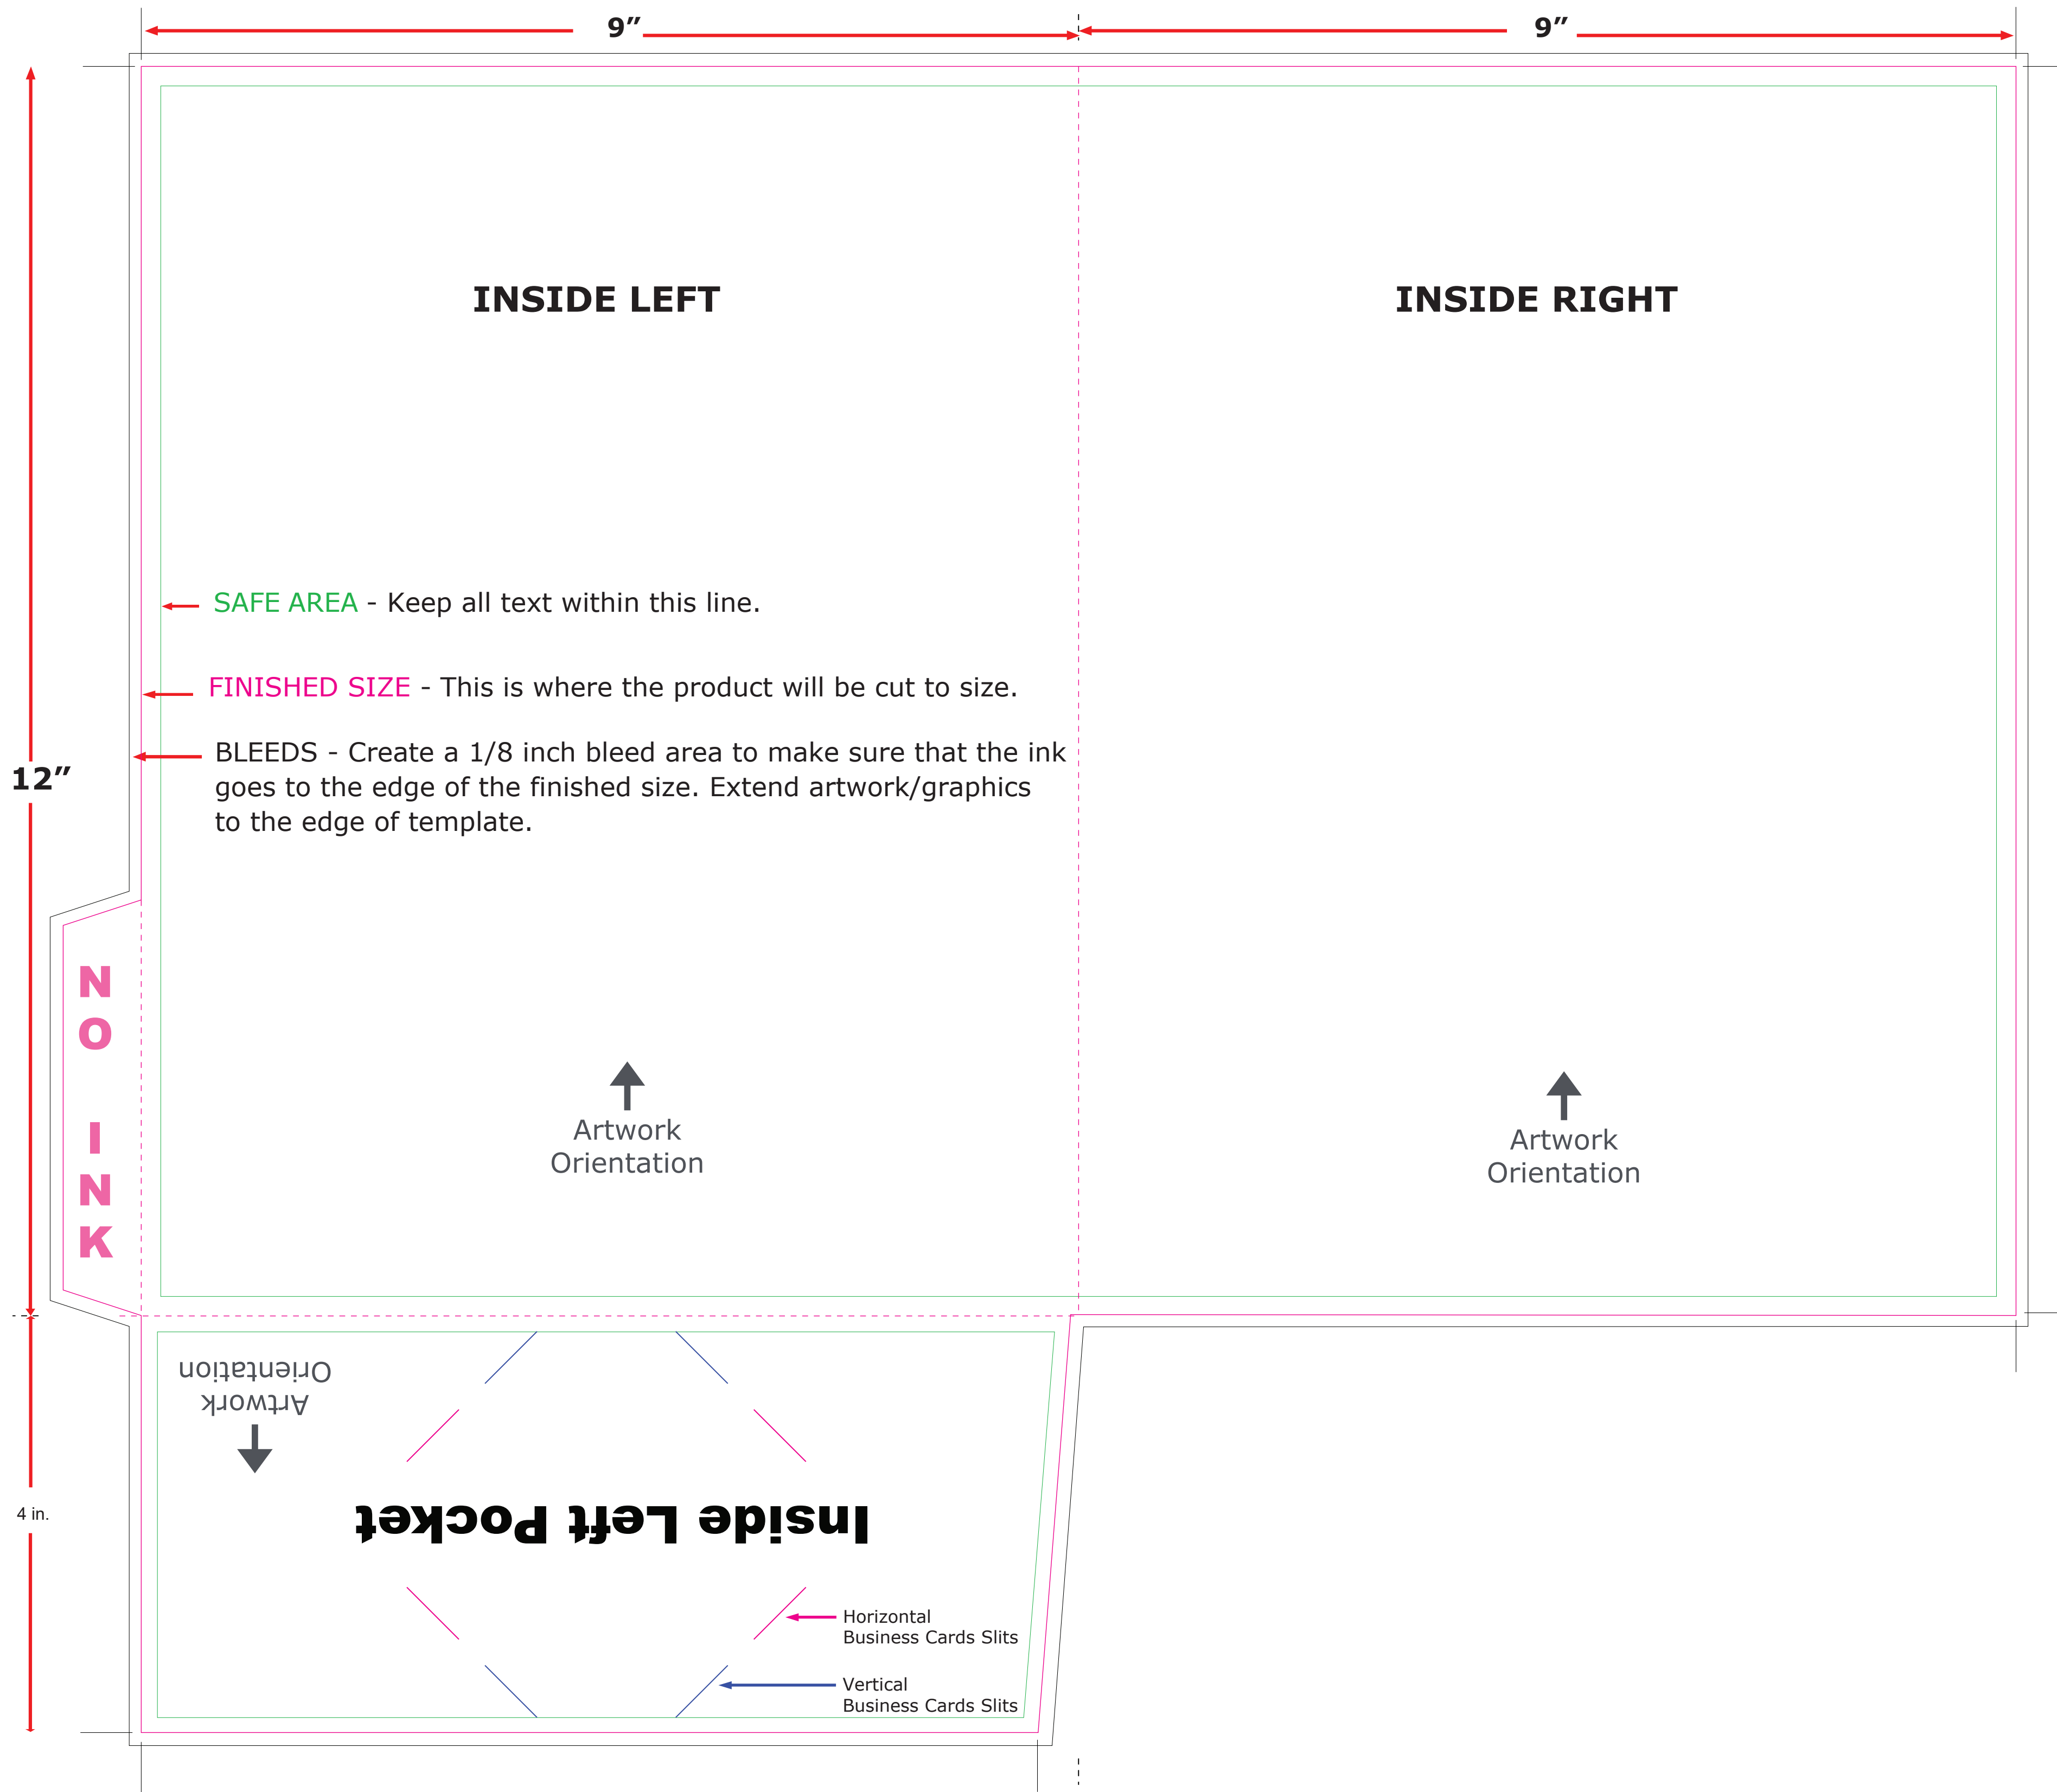 9”
9”
INSIDE LEFT
INSIDE RIGHT
SAFE AREA - Keep all text within this line.
FINISHED SIZE - This is where the product will be cut to size.
BLEEDS - Create a 1/8 inch bleed area to make sure that the ink
goes to the edge of the finished size. Extend artwork/graphics
to the edge of template.
12”
N
O
I
N
K
Artwork
Orientation
Artwork
Orientation
Artwork
Orientation
4 in.
Inside Left Pocket
Horizontal
Business Cards Slits
Vertical
Business Cards Slits